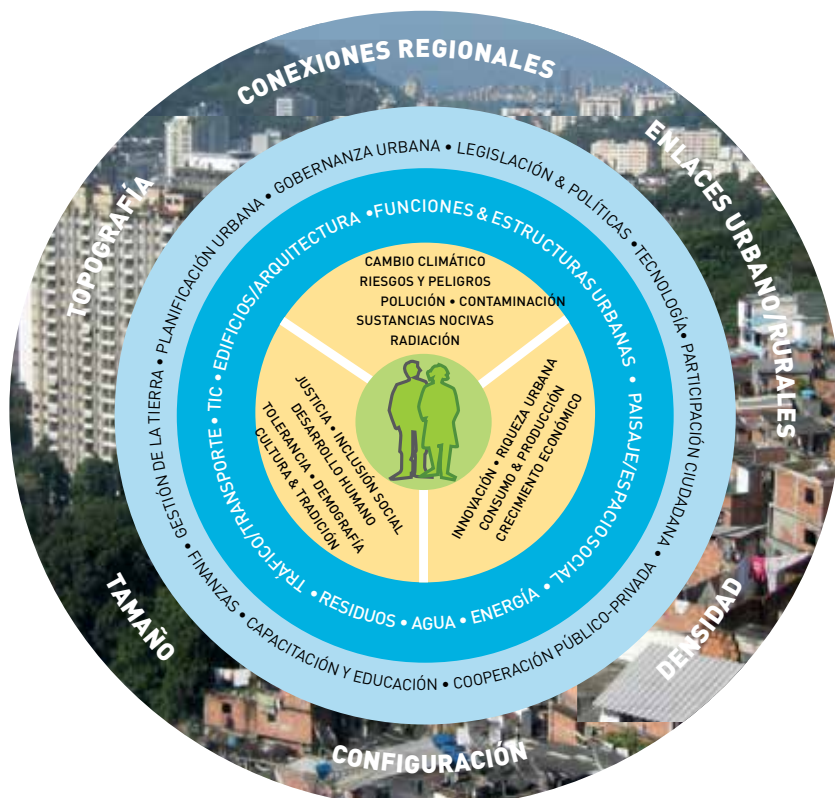 CONEXIONES REGIONALES
ENLACES URBANO/RURALES
DENSIDAD
CONFIGURACIÓN
TAMAÑO
TOPOGRAFÍA
GESTIÓN DE LA TIERRA • PLANIFICACIÓN URBANA • GOBERNANZA URBANA • LEGISLACIÓN & POLÍTICAS • TECNOLOGÍA • PARTICIPACIÓN CIUDADANA • COOPERACIÓN PÚBLICO-PRIVADA • CAPACITACIÓN Y EDUCACIÓN • FINANZAS •
TRÁFICO/TRANSPORTE • TIC • EDIFICIOS/ARQUITECTURA • FUNCIONES & ESTRUCTURAS URBANAS • PAISAJE/ESPACIO SOCIAL • ENERGÍA • AGUA • RESIDUOS •
CAMBIO CLIMÁTICO
RIESGOS Y PELIGROS
POLUCIÓN • CONTAMINACIÓN
SUSTANCIAS NOCIVAS
RADIACIÓN
JUSTICIA • INCLUSIÓN SOCIAL
DESARROLLO HUMANO
TOLERANCIA • DEMOGRAFÍA
CULTURA & TRADICIÓN
INNOVACIÓN • RIQUEZA URBANA
CONSUMO & PRODUCCIÓN
CRECIMIENTO ECONÓMICO